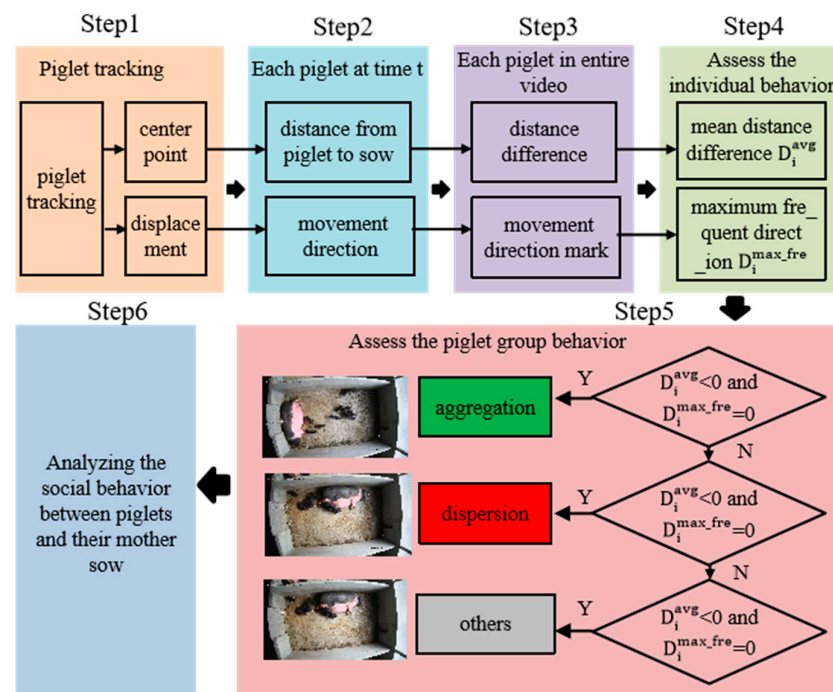 Step1
Piglet tracking
piglet
tracking
center
point
displace
ment
Step2
Each piglet at time t
distance from
piglet to sow
movement
direction
Step3
Each piglet in entire
video
distance
difference
movement
direction mark
Step4
Assess the
individual behavior
mean distance
difference D_i^avg
maximum fre_
quent direct
_ion D_i^max_fre
Step5
Assess the piglet group behavior
D_i^avg<0 and
D_i^max_fre=0
Y
aggregation
N
D_i^avg<0 and
D_i^max_fre=0
Y
dispersion
N
D_i^avg<0 and
D_i^max_fre=0
Y
others
Step6
Analyzing the
social behavior
between piglets
and their mother
sow